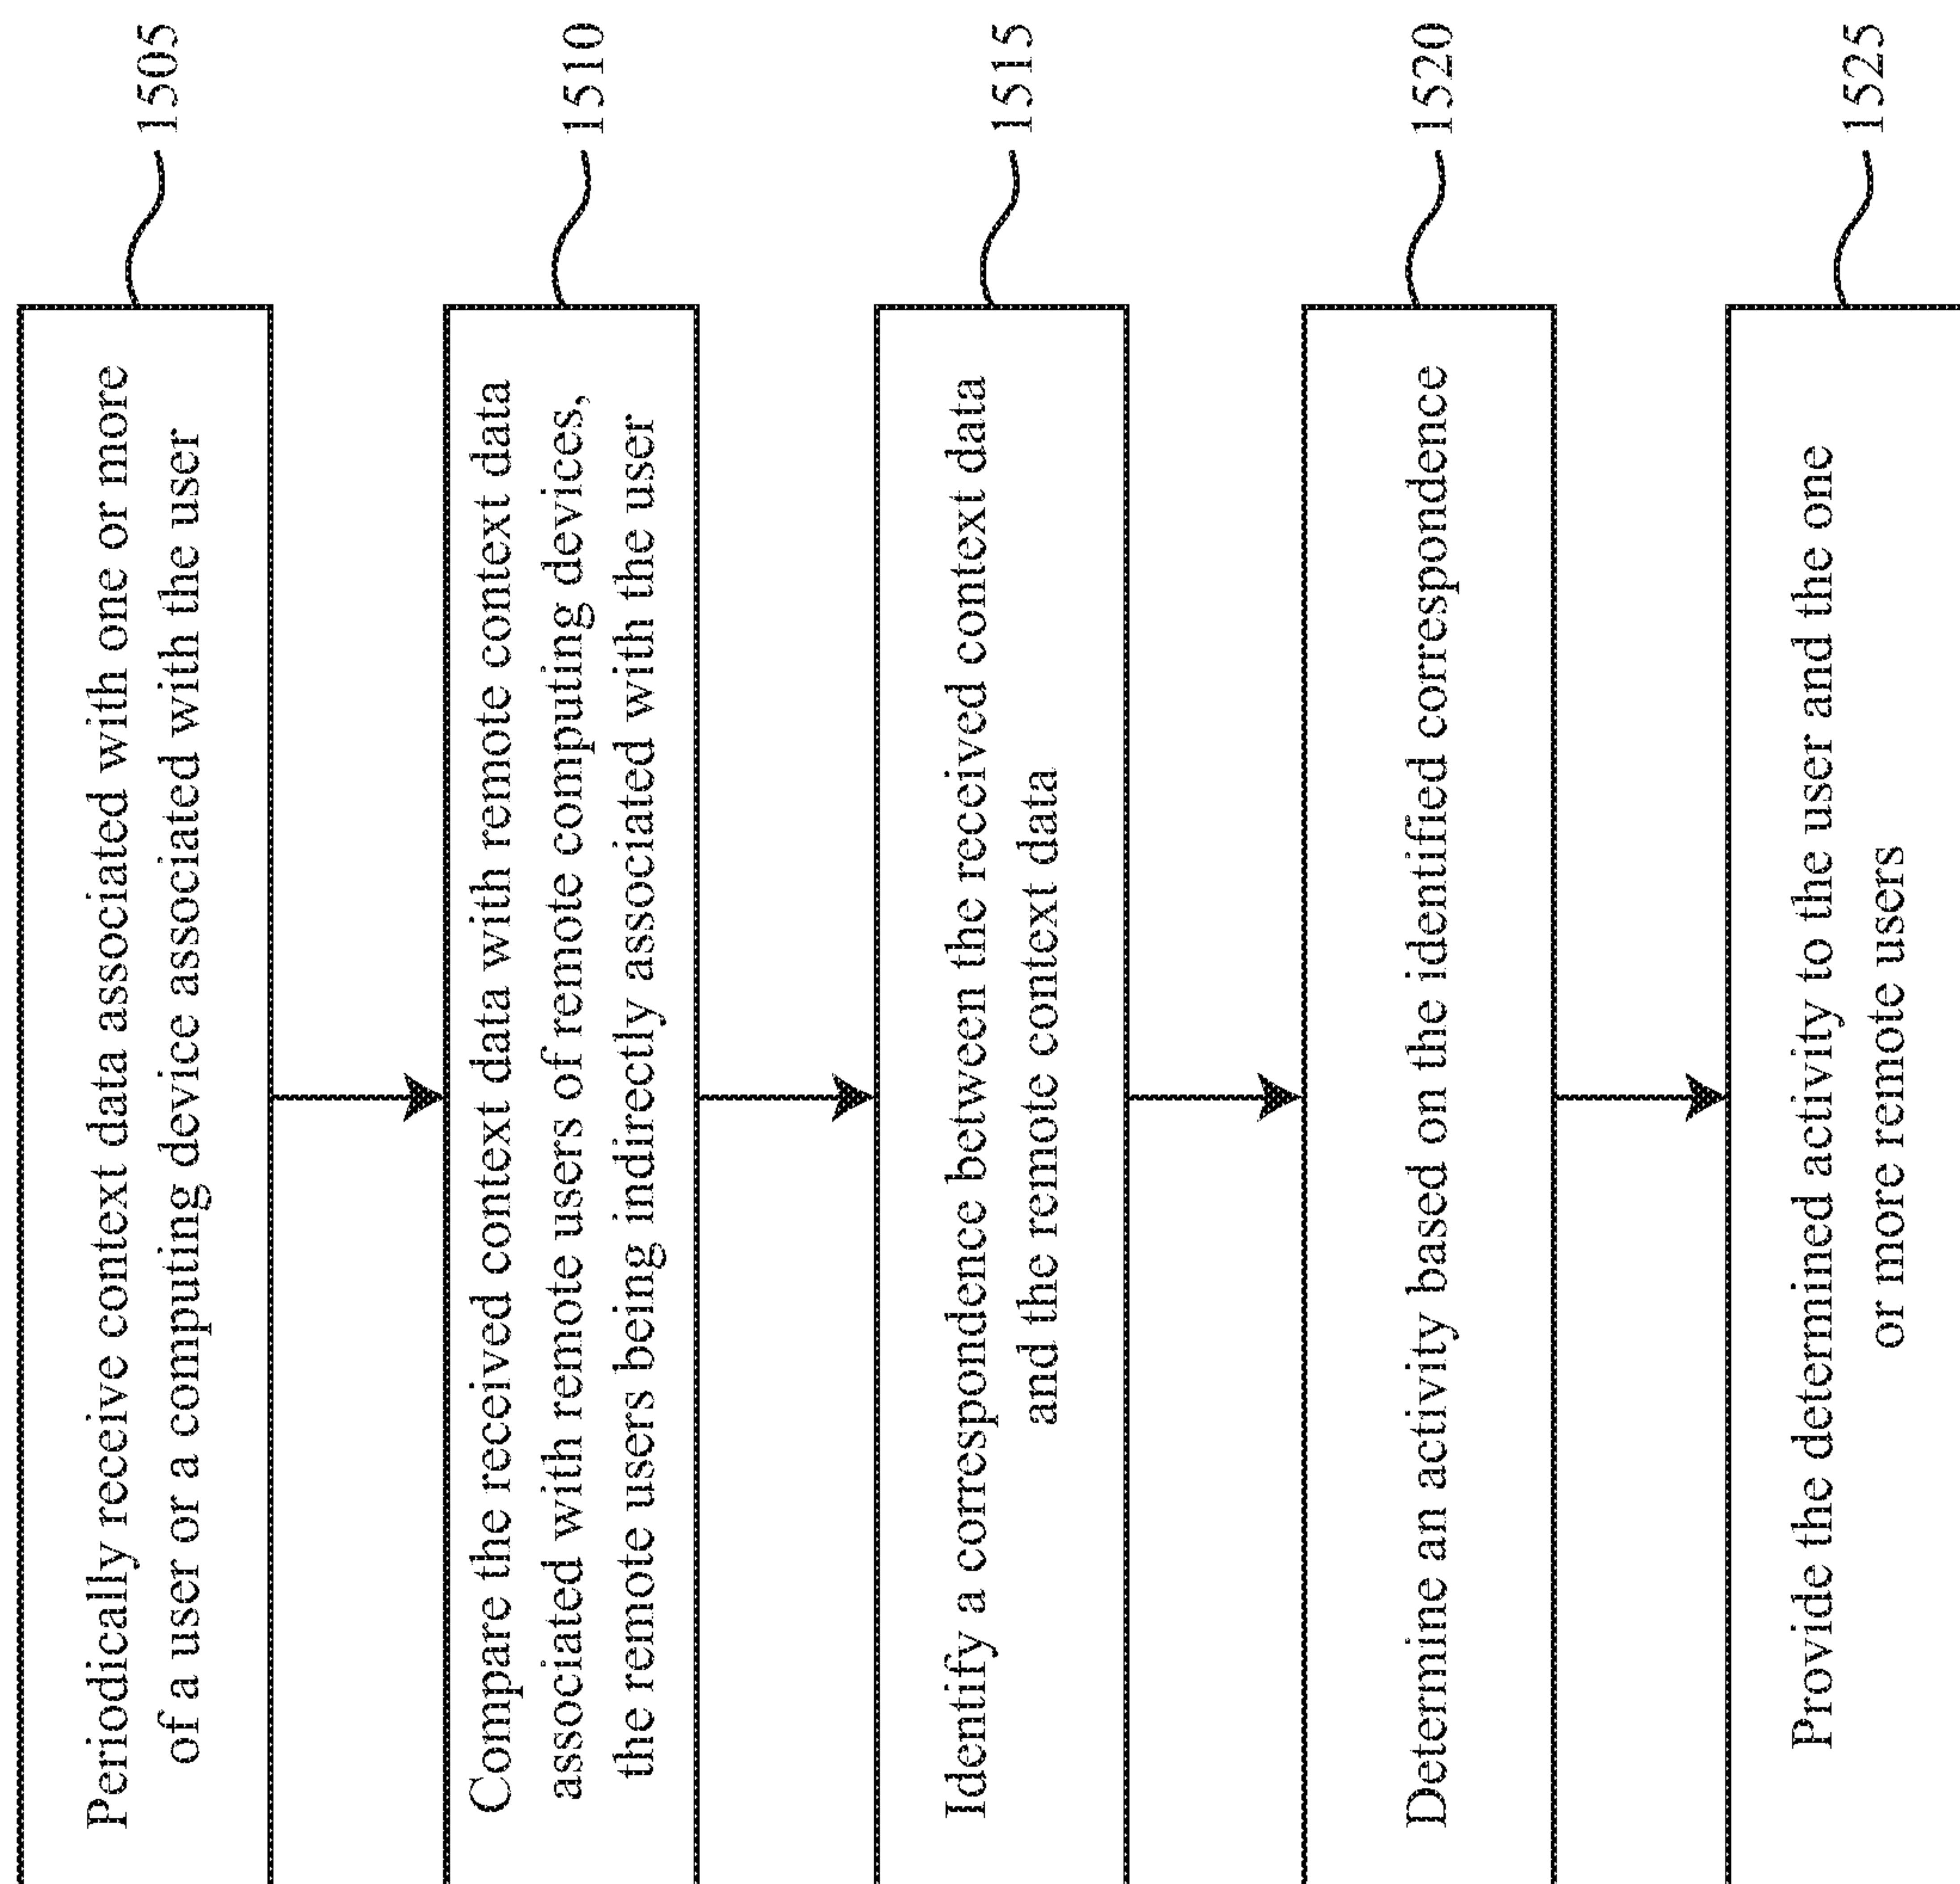 Periodically receive context data associated with one or more
of a user or a computing device associated with the user
1505
Compare the received context data with remote context data
associated with remote users of remote computing devices,
the remote users being indirectly associated with the user
1510
Identify a correspondence between the received context data
and the remote context data
1515
Determine an activity based on the identified correspondence
1520
Provide the determined activity to the user and the one
or more remote users
1525